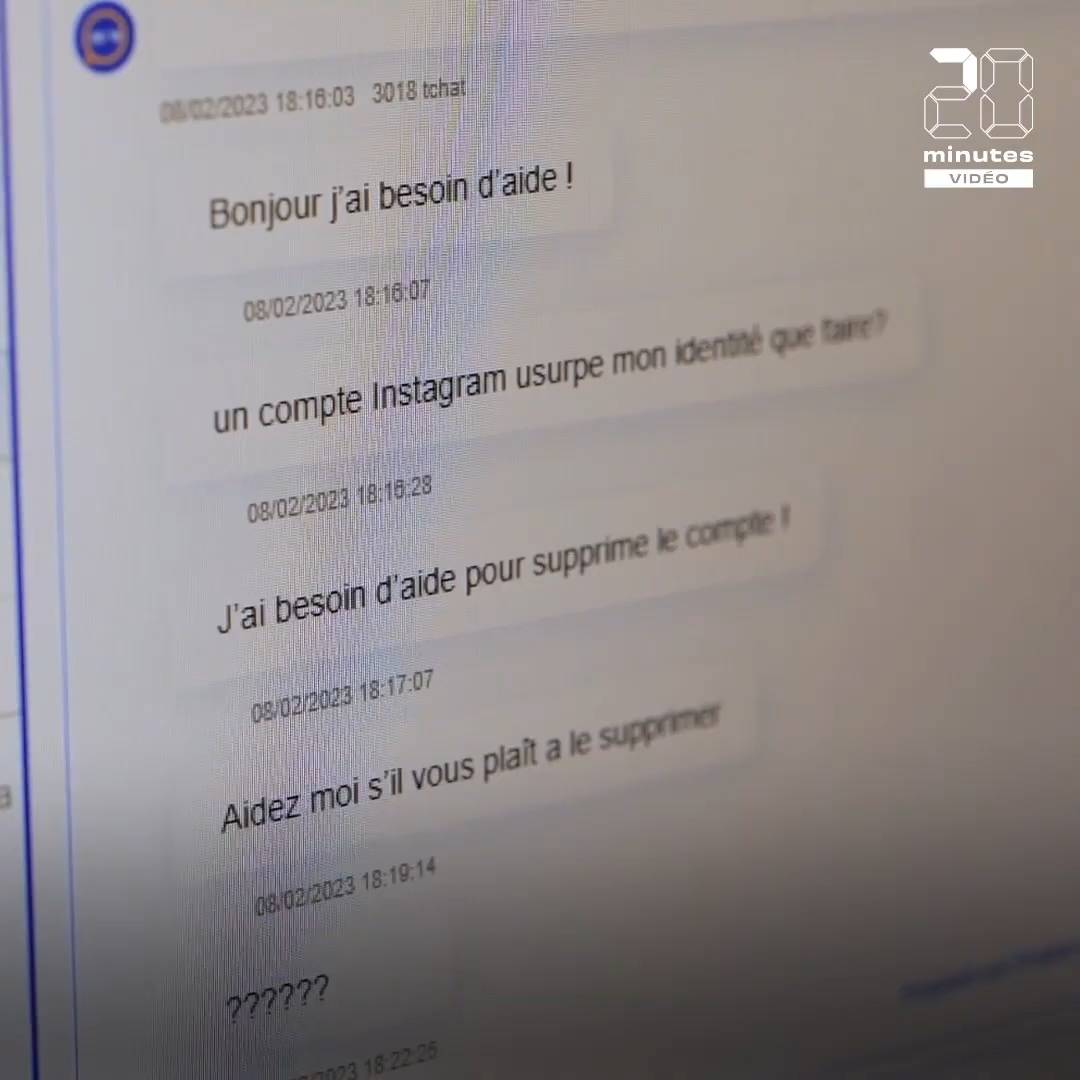 20
minutes
VIDÉO
08/02/2023 18:16:03 3018 tchat
Bonjour j'ai besoin d'aide !
08/02/2023 18:16:07
un compte Instagram usurpe mon identité que faire?
08/02/2023 18:16:28
J'ai besoin d'aide pour supprime le compte !
08/02/2023 18:17:07
Aidez moi s'il vous plaît a le supprimer
08/02/2023 18:19:14
??????
18:22:25